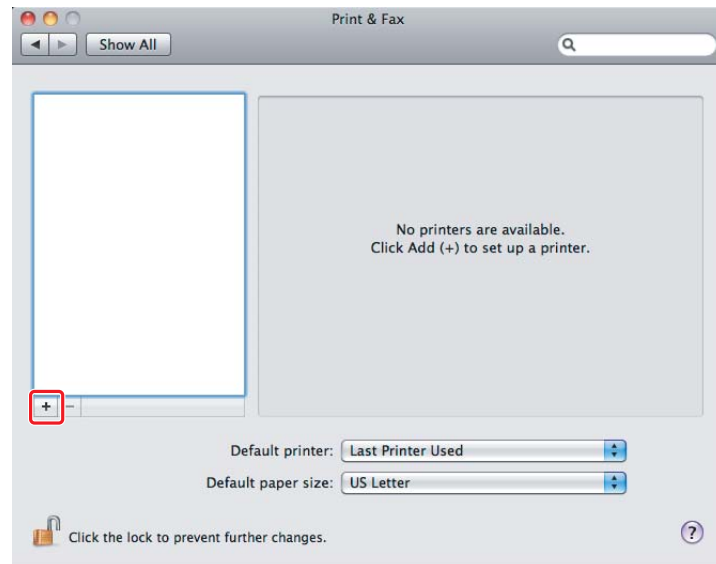 Print & Fax
Show All
No printers are available.
Click Add (+) to set up a printer.
+ −
Default printer: Last Printer Used
Default paper size: US Letter
Click the lock to prevent further changes.
?